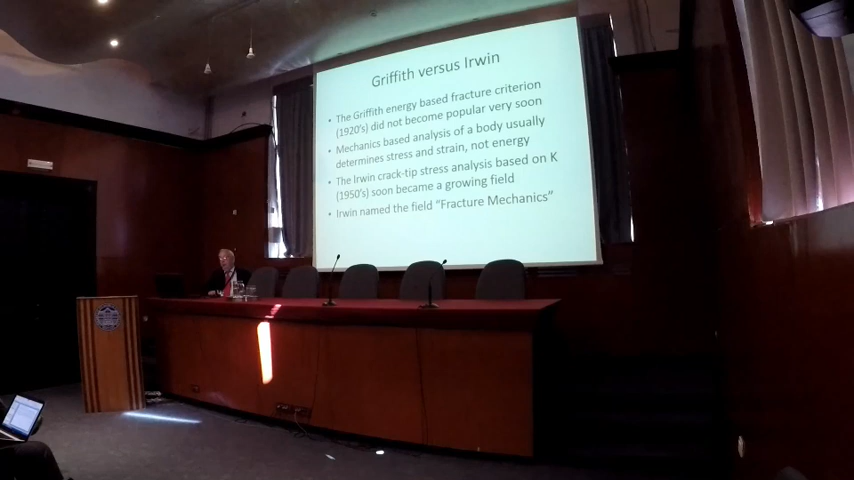 Griffith versus Irwin
• The Griffith energy based fracture criterion
(1920's) did not become popular very soon
• Mechanics based analysis of a body usually
determines stress and strain, not energy
• The Irwin crack-tip stress analysis based on K
(1950's) soon became a growing field
• Irwin named the field "Fracture Mechanics"